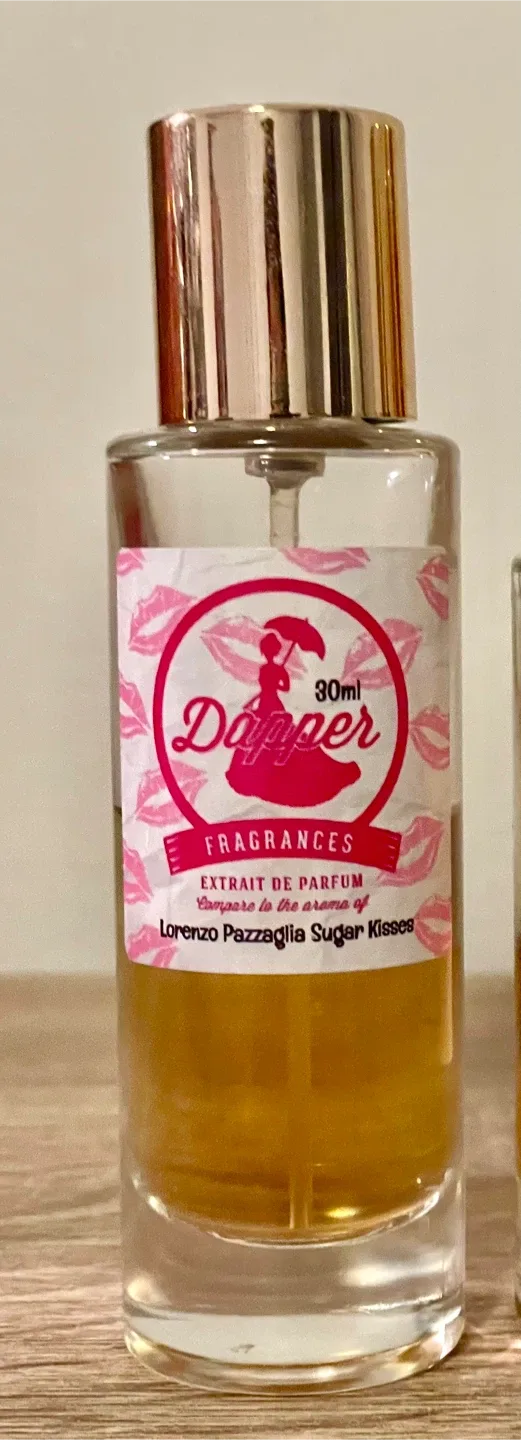 30ml
Dapper
FRAGRANCES
EXTRAIT DE PARFUM
Compare to the aroma of
Lorenzo Pazzaglia Sugar Kisses